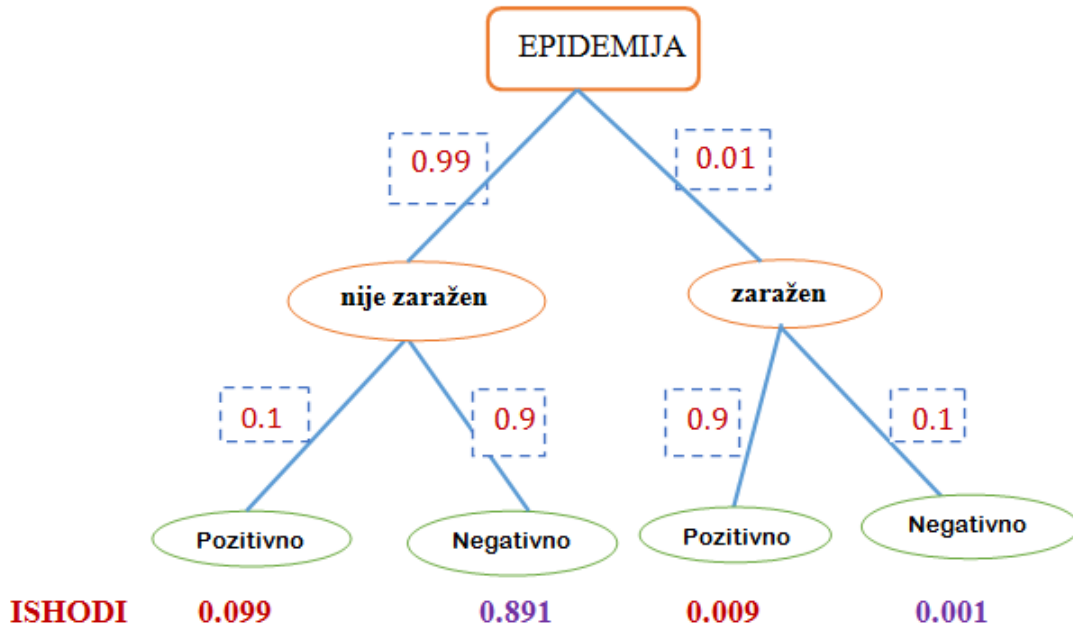 EPIDEMIJA
0.99
0.01
nije zaražen
zaražen
0.1
0.9
0.9
0.1
Pozitivno
Negativno
Pozitivno
Negativno
ISHODI 0.099 0.891 0.009 0.001